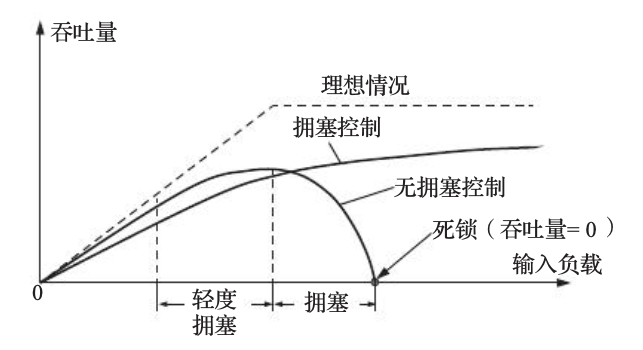 吞吐量
理想情况
拥塞控制
无拥塞控制
死锁（吞吐量= 0 ）
输入负载
0
轻度
拥塞
拥塞